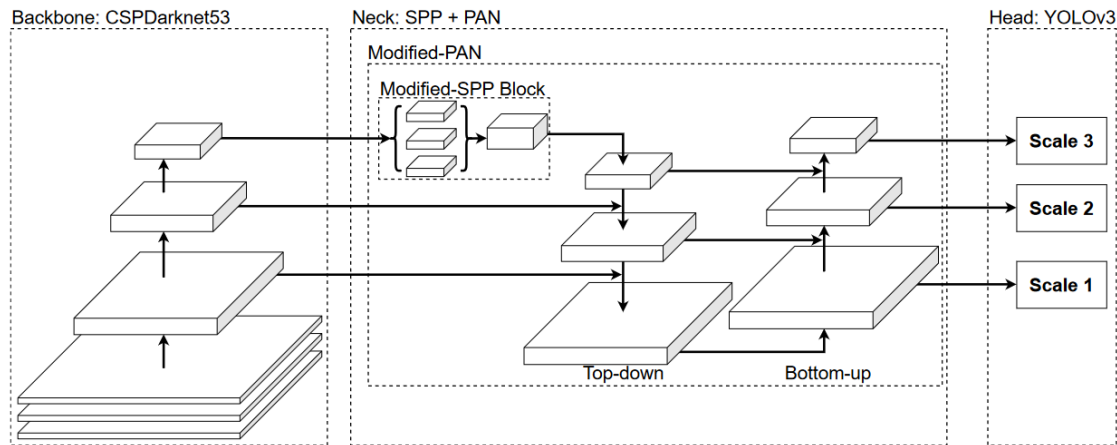 Backbone: CSPDarknet53
Neck: SPP + PAN
Head: YOLOv3
Modified-PAN
Modified-SPP Block
Scale 3
Scale 2
Scale 1
Top-down
Bottom-up